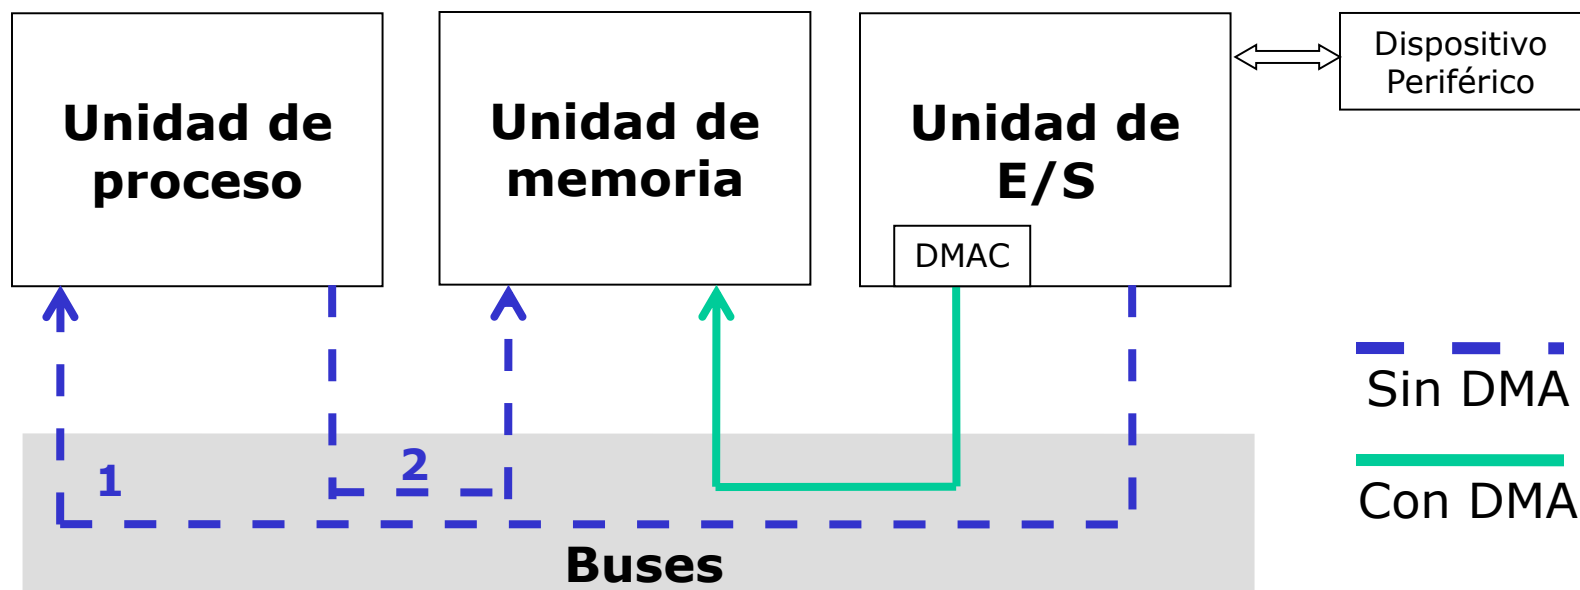 Unidad de
proceso
Unidad de
memoria
Unidad de
E/S
DMAC
Dispositivo
Periférico
1
2
Buses
Sin DMA
Con DMA